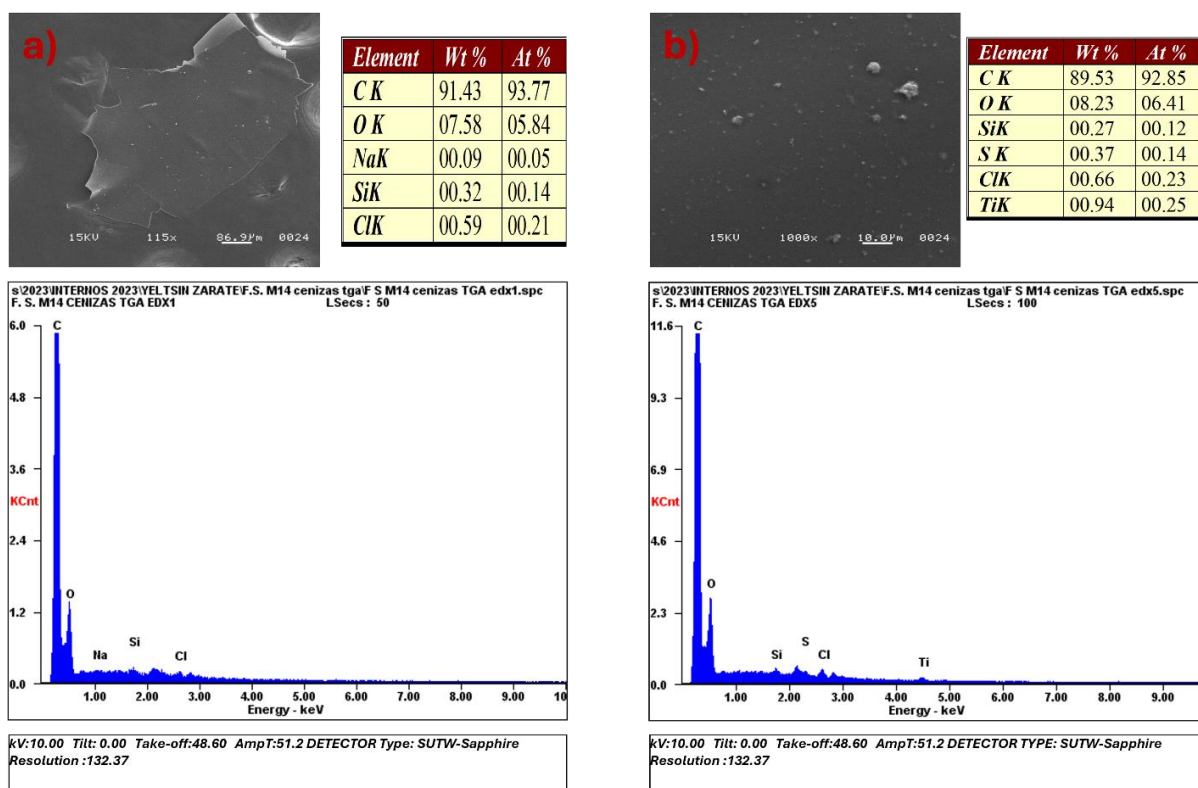 a)
15KV 115x 86.9µm 0024
Element Wt % At %
C K 91.43 93.77
O K 07.58 05.84
NaK 00.09 00.05
SiK 00.32 00.14
ClK 00.59 00.21
s\2023\INTERNOS 2023\YELTSIN ZARATE\F.S. M14 cenizas tga\F S M14 cenizas TGA edx1.spc
F. S. M14 CENIZAS TGA EDX1 LSecs : 50
6.0
4.8
3.6
KCnt
2.4
1.2
0.0
C
O
Na
Si
Cl
1.00 2.00 3.00 4.00 5.00 6.00 7.00 8.00 9.00 10
Energy - keV
kV:10.00 Tilt: 0.00 Take-off:48.60 AmpT:51.2 DETECTOR Type: SUTW-Sapphire
Resolution :132.37
b)
15KV 1000x 10.0µm 0024
Element Wt % At %
C K 89.53 92.85
O K 08.23 06.41
SiK 00.27 00.12
S K 00.37 00.14
ClK 00.66 00.23
TiK 00.94 00.25
s\2023\INTERNOS 2023\YELTSIN ZARATE\F.S. M14 cenizas tga\F S M14 cenizas TGA edx5.spc
F. S. M14 CENIZAS TGA EDX5 LSecs : 100
11.6
9.3
6.9
KCnt
4.6
2.3
0.0
C
O
Si
S
Cl
Ti
1.00 2.00 3.00 4.00 5.00 6.00 7.00 8.00 9.00
Energy - keV
kV:10.00 Tilt: 0.00 Take-off:48.60 AmpT:51.2 DETECTOR TYPE: SUTW-Sapphire
Resolution :132.37